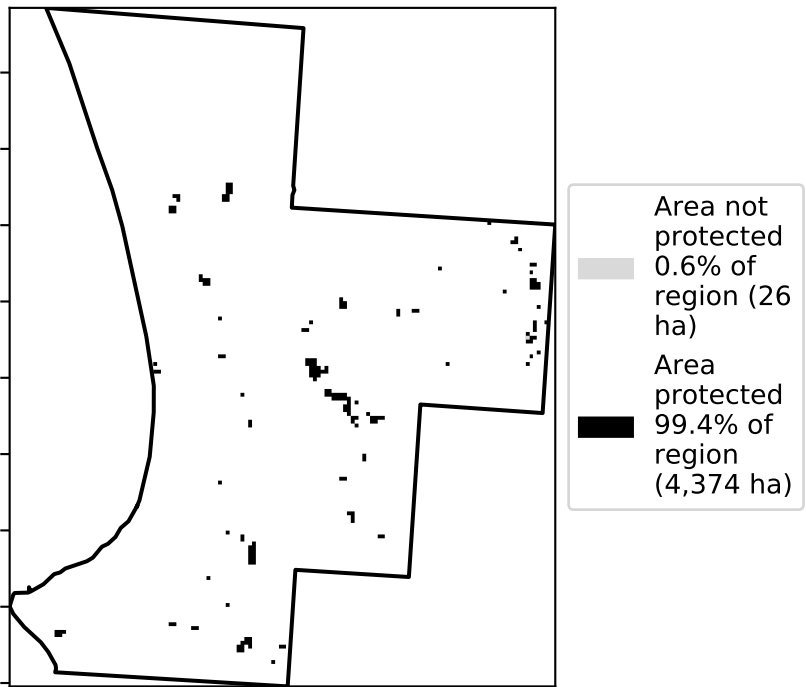 Area not
protected
0.6% of
region (26
ha)
Area
protected
99.4% of
region
(4,374 ha)